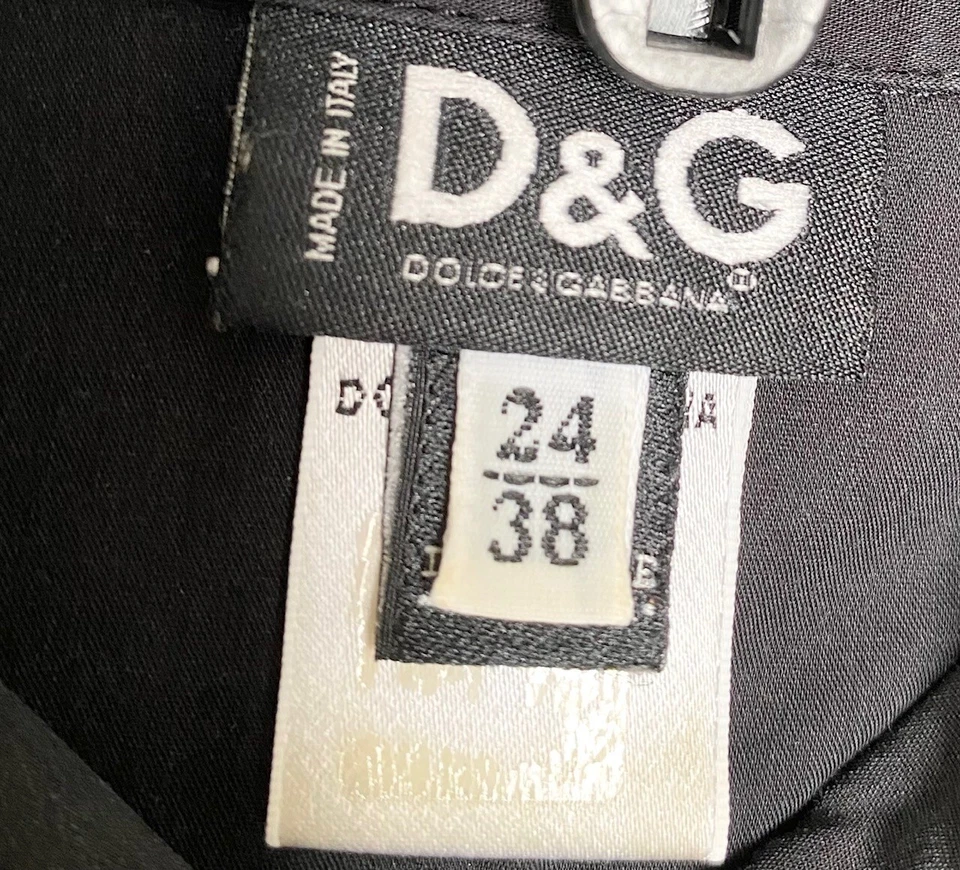 MADE IN ITALY
D&G
DOLCE & GABBANA®
24
38